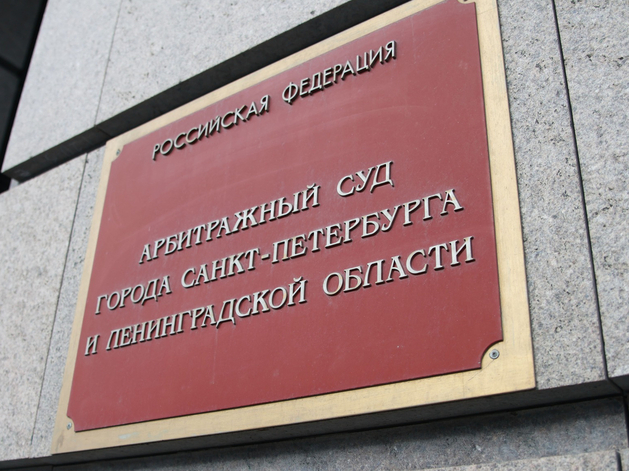 РОССИЙСКАЯ ФЕДЕРАЦИЯ
АРБИТРАЖНЫЙ СУД
ГОРОДА САНКТ-ПЕТЕРБУРГА
И ЛЕНИНГРАДСКОЙ ОБЛАСТИ